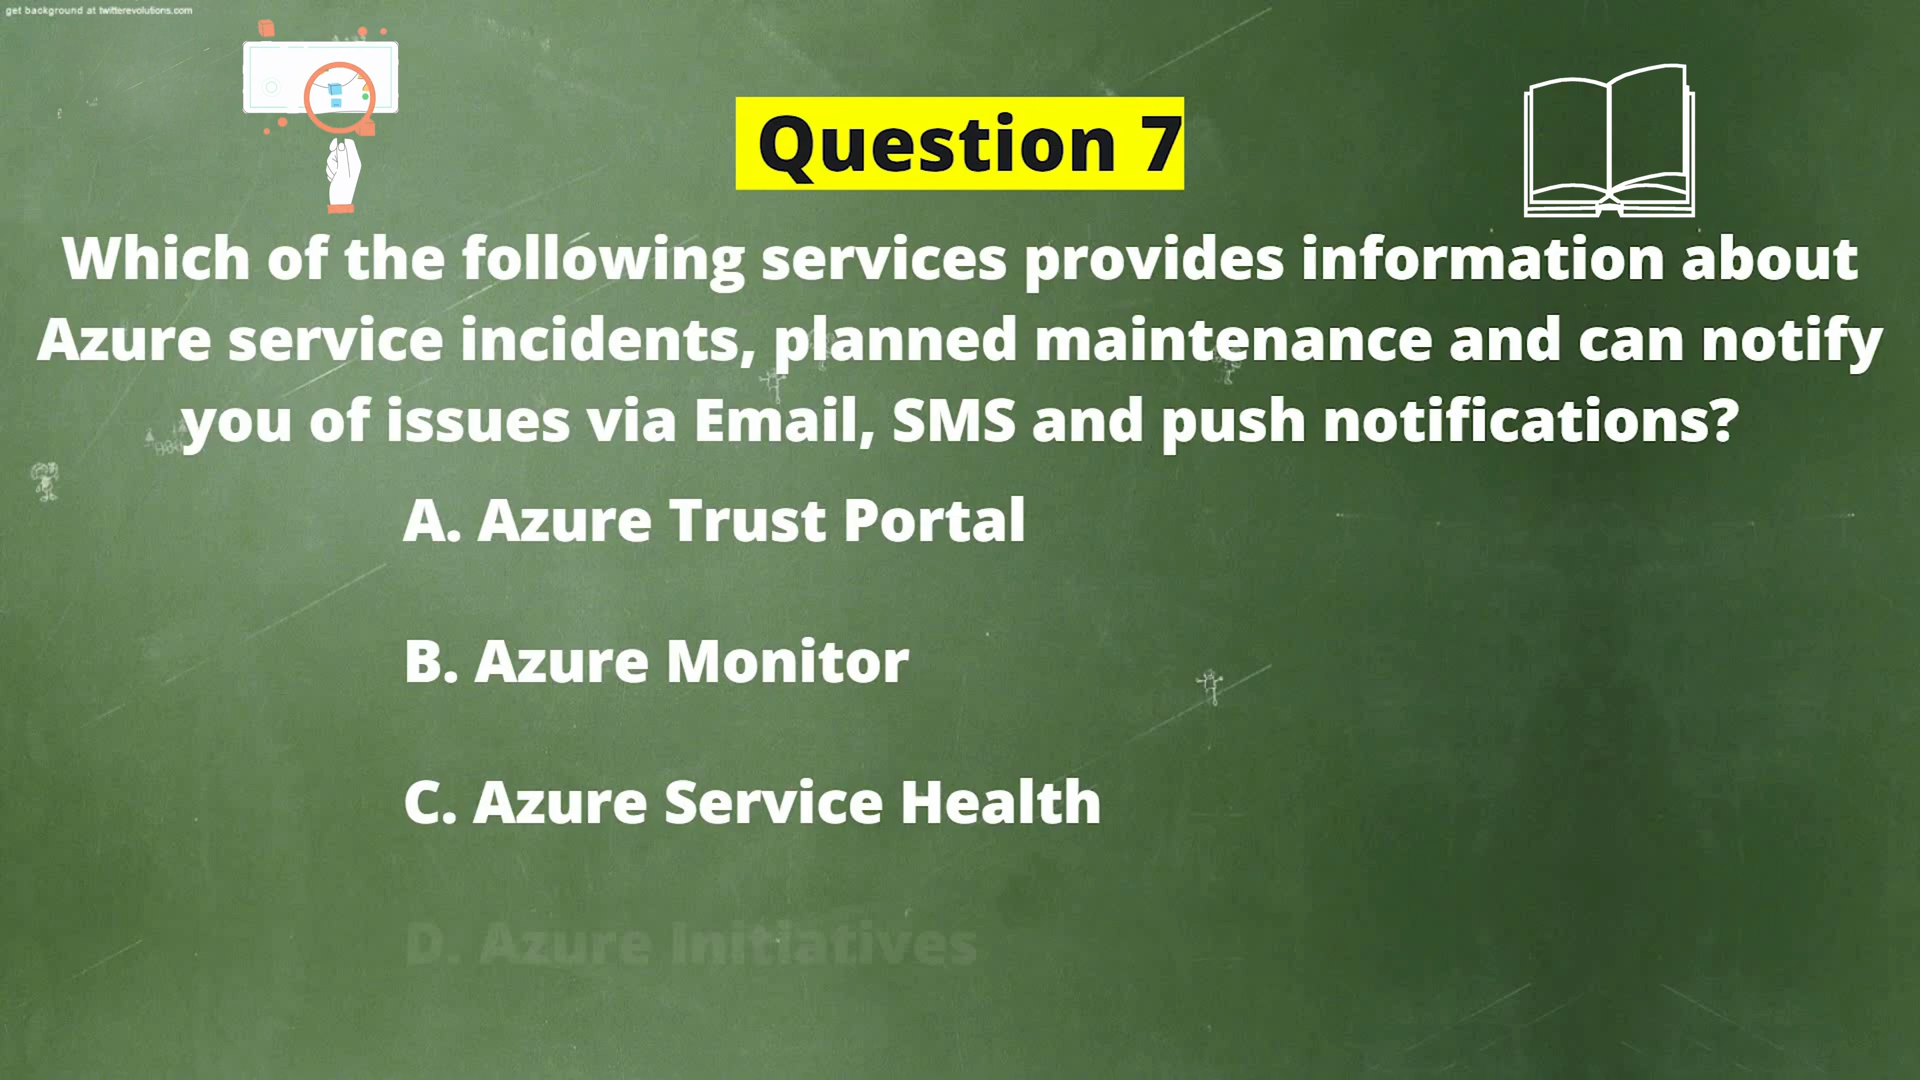 get background at twitterevolutions.com
Question 7
Which of the following services provides information about
Azure service incidents, planned maintenance and can notify
you of issues via Email, SMS and push notifications?
A. Azure Trust Portal
B. Azure Monitor
C. Azure Service Health
D. Azure Initiatives